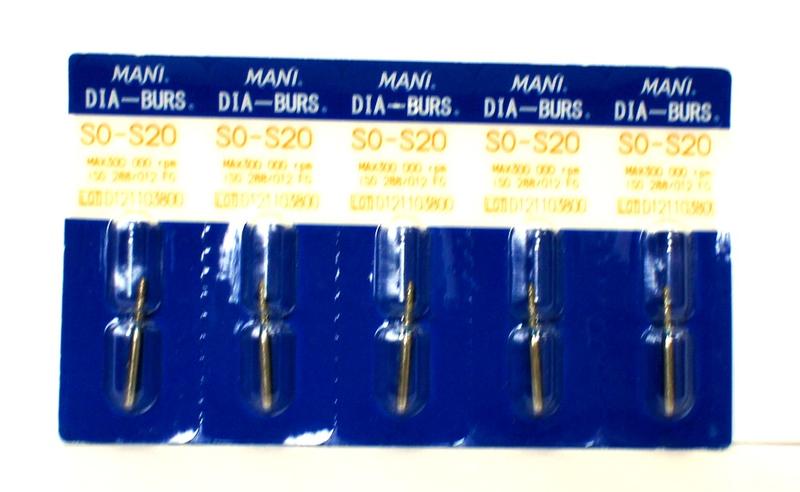 MANI. MANI. MANI. MANI. MANI.
DIA-BURS. DIA-BURS. DIA-BURS. DIA-BURS. DIA-BURS.
SO-S20 SO-S20 SO-S20 SO-S20 SO-S20
MAX300 000 rpm MAX300 000 rpm MAX300 000 rpm MAX300 000 rpm MAX300 000 rpm
ISO 288/012 FG ISO 288/012 FG ISO 288/012 FG ISO 288/012 FG ISO 288/012 FG
LOT D121103800 LOT D121103800 LOT D121103800 LOT D121103800 LOT D121103800